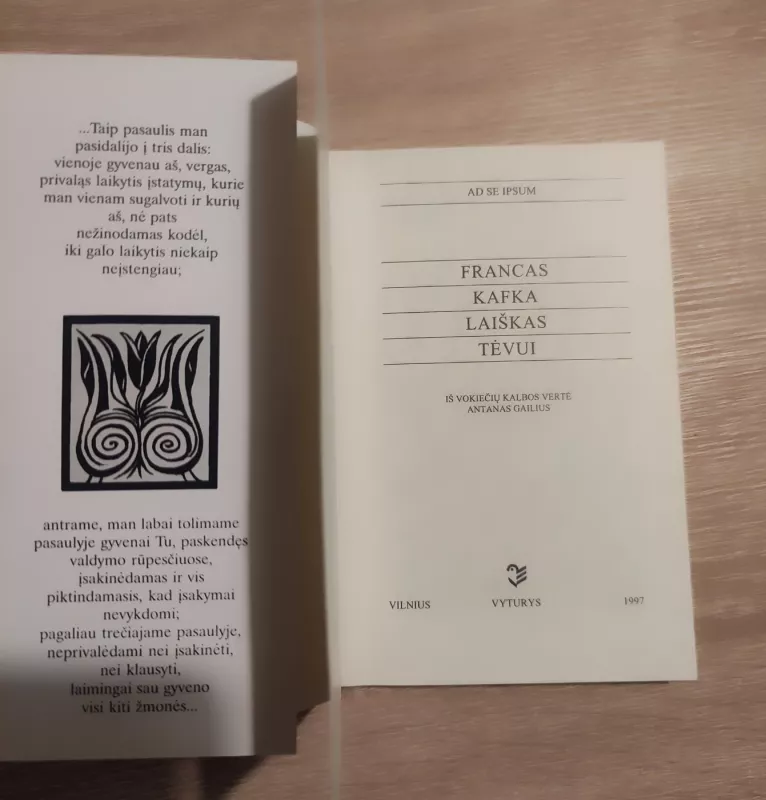 ...Taip pasaulis man
pasidalijo į tris dalis:
vienoje gyvenau aš, vergas,
privaląs laikytis įstatymų, kurie
man vienam sugalvoti ir kurių
aš, nė pats
nežinodamas kodėl,
iki galo laikytis niekaip
neįstengiau;
antrame, man labai tolimame
pasaulyje gyvenai Tu, paskendęs
valdymo rūpesčiuose,
įsakinėdamas ir vis
piktindamasis, kad įsakymai
nevykdomi;
pagaliau trečiajame pasaulyje,
neprivalėdami nei įsakinėti,
nei klausyti,
laimingai sau gyveno
visi kiti žmonės...
AD SE IPSUM
FRANCAS
KAFKA
LAIŠKAS
TĖVUI
IŠ VOKIEČIŲ KALBOS VERTĖ
ANTANAS GAILIUS
VILNIUS VYTURYS 1997